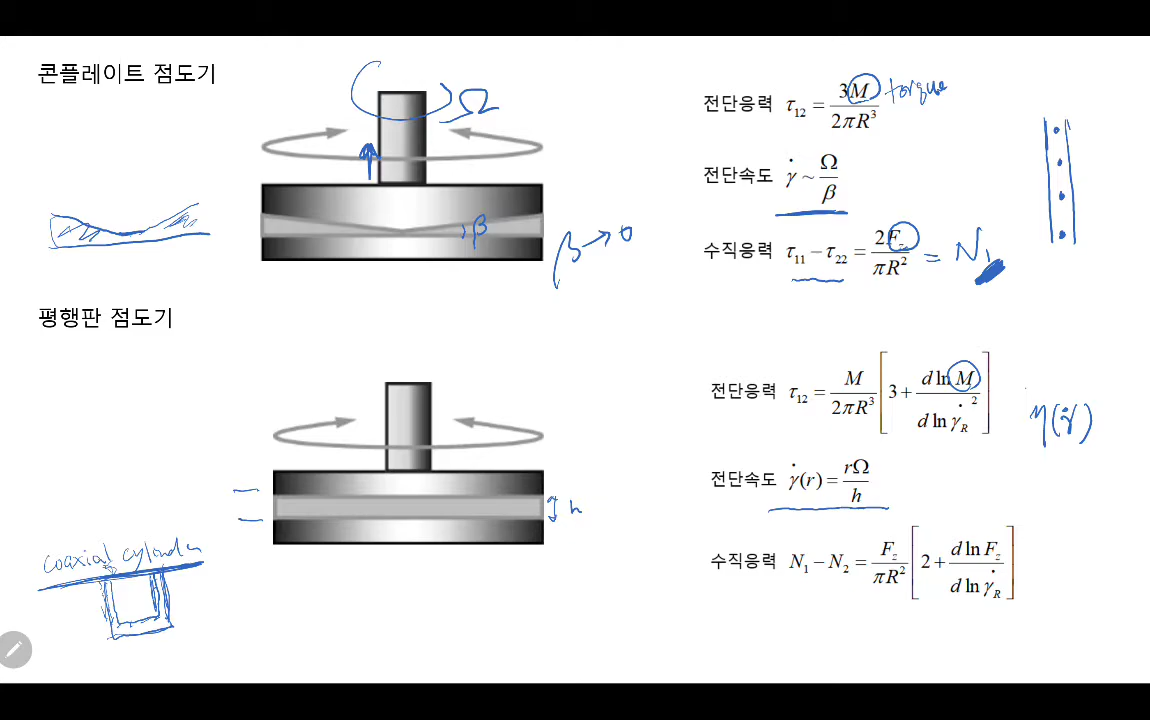 콘플레이트 점도기
Ω
β
β → 0
전단응력 τ₁₂ = 3M / 2πR³ torque
전단속도 γ̇ ~ Ω / β
수직응력 τ₁₁ − τ₂₂ = 2F_z / πR² = N₁
평행판 점도기
h
coaxial cylinder
전단응력 τ₁₂ = M / 2πR³ [3 + d ln M / d ln γ̇_R²]
η(γ̇)
전단속도 γ̇(r) = rΩ / h
수직응력 N₁ − N₂ = F_z / πR² [2 + d ln F_z / d ln γ̇_R]